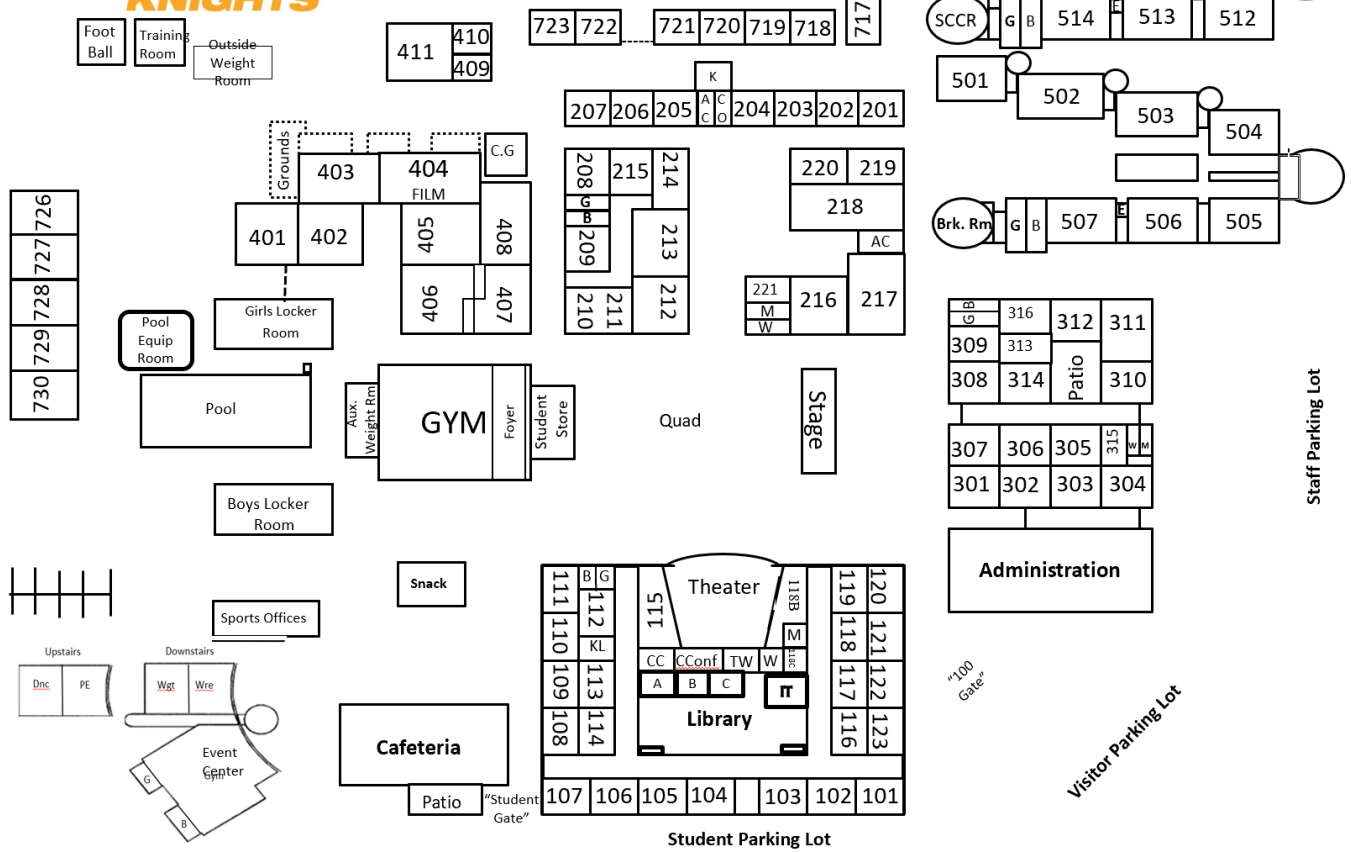 KNIGHTS
Foot
Ball
Training
Room
Outside
Weight
Room
411
410
409
723 722
721 720 719 718
717
SCCR
G B
514
E
513
512
501
502
503
504
K
207 206 205
A
C
C
O
204 203 202 201
Grounds
403
404
FILM
C.G
401
402
405
408
406
407
208
G
B
209
210
211
215
214
213
212
220
219
218
AC
221
M
W
216
217
Brk. Rm
G B
507
E
506
505
726
727
728
729
730
Girls Locker
Room
Pool
Equip
Room
Pool
Aux.
Weight Rm
GYM
Foyer
Student
Store
Quad
Stage
G B
309
308
316
313
314
312
Patio
311
310
307
306
305
315
W M
301
302
303
304
Administration
Staff Parking Lot
Boys Locker
Room
Snack
Sports Offices
Upstairs
Dnc
PE
Downstairs
Wgt
Wre
Event
Center
Gym
G
B
Cafeteria
Patio
“Student
Gate”
111
110
109
108
B G
112
KL
113
114
115
Theater
118B
M
118C
CC
CConf
TW
W
A
B
C
IT
Library
119
118
117
116
120
121
122
123
107 106 105 104 103 102 101
Student Parking Lot
“100
Gate”
Visitor Parking Lot